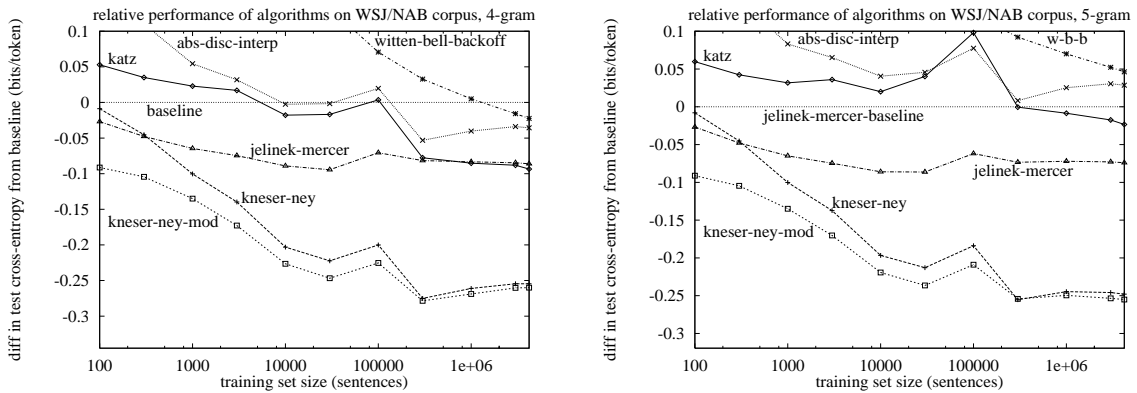 relative performance of algorithms on WSJ/NAB corpus, 4-gram
diff in test cross-entropy from baseline (bits/token)
0.1
0.05
0
-0.05
-0.1
-0.15
-0.2
-0.25
-0.3
abs-disc-interp
witten-bell-backoff
katz
baseline
jelinek-mercer
kneser-ney
kneser-ney-mod
100 1000 10000 100000 1e+06
training set size (sentences)
relative performance of algorithms on WSJ/NAB corpus, 5-gram
diff in test cross-entropy from baseline (bits/token)
0.1
0.05
0
-0.05
-0.1
-0.15
-0.2
-0.25
-0.3
abs-disc-interp
w-b-b
katz
jelinek-mercer-baseline
jelinek-mercer
kneser-ney
kneser-ney-mod
100 1000 10000 100000 1e+06
training set size (sentences)